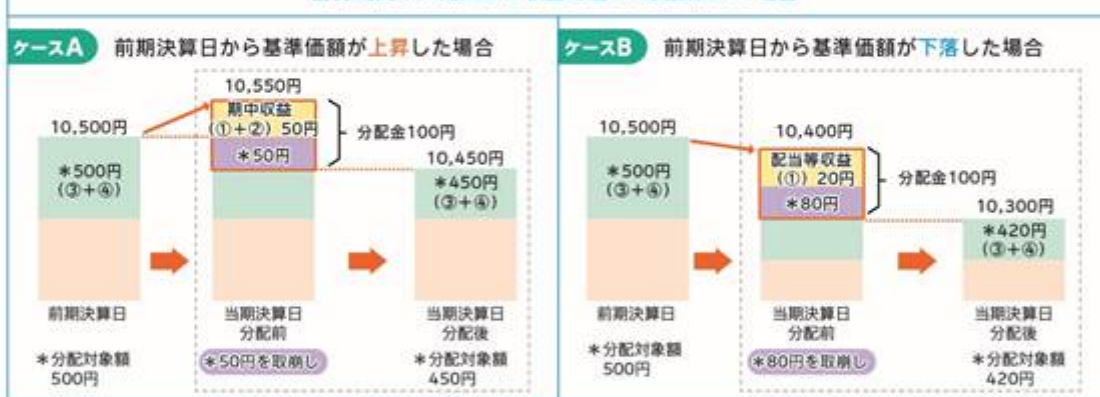 ケースA 前期決算日から基準価額が上昇した場合
10,550円
期中収益
(①+②) 50円
*50円
分配金100円
10,500円
*500円
(③+④)
10,450円
*450円
(③+④)
前期決算日
当期決算日
分配前
当期決算日
分配後
*分配対象額
500円
*50円を取崩し
*分配対象額
450円
ケースB 前期決算日から基準価額が下落した場合
10,500円
*500円
(③+④)
10,400円
配当等収益
(①) 20円
*80円
分配金100円
10,300円
*420円
(③+④)
前期決算日
当期決算日
分配前
当期決算日
分配後
*分配対象額
500円
*80円を取崩し
*分配対象額
420円